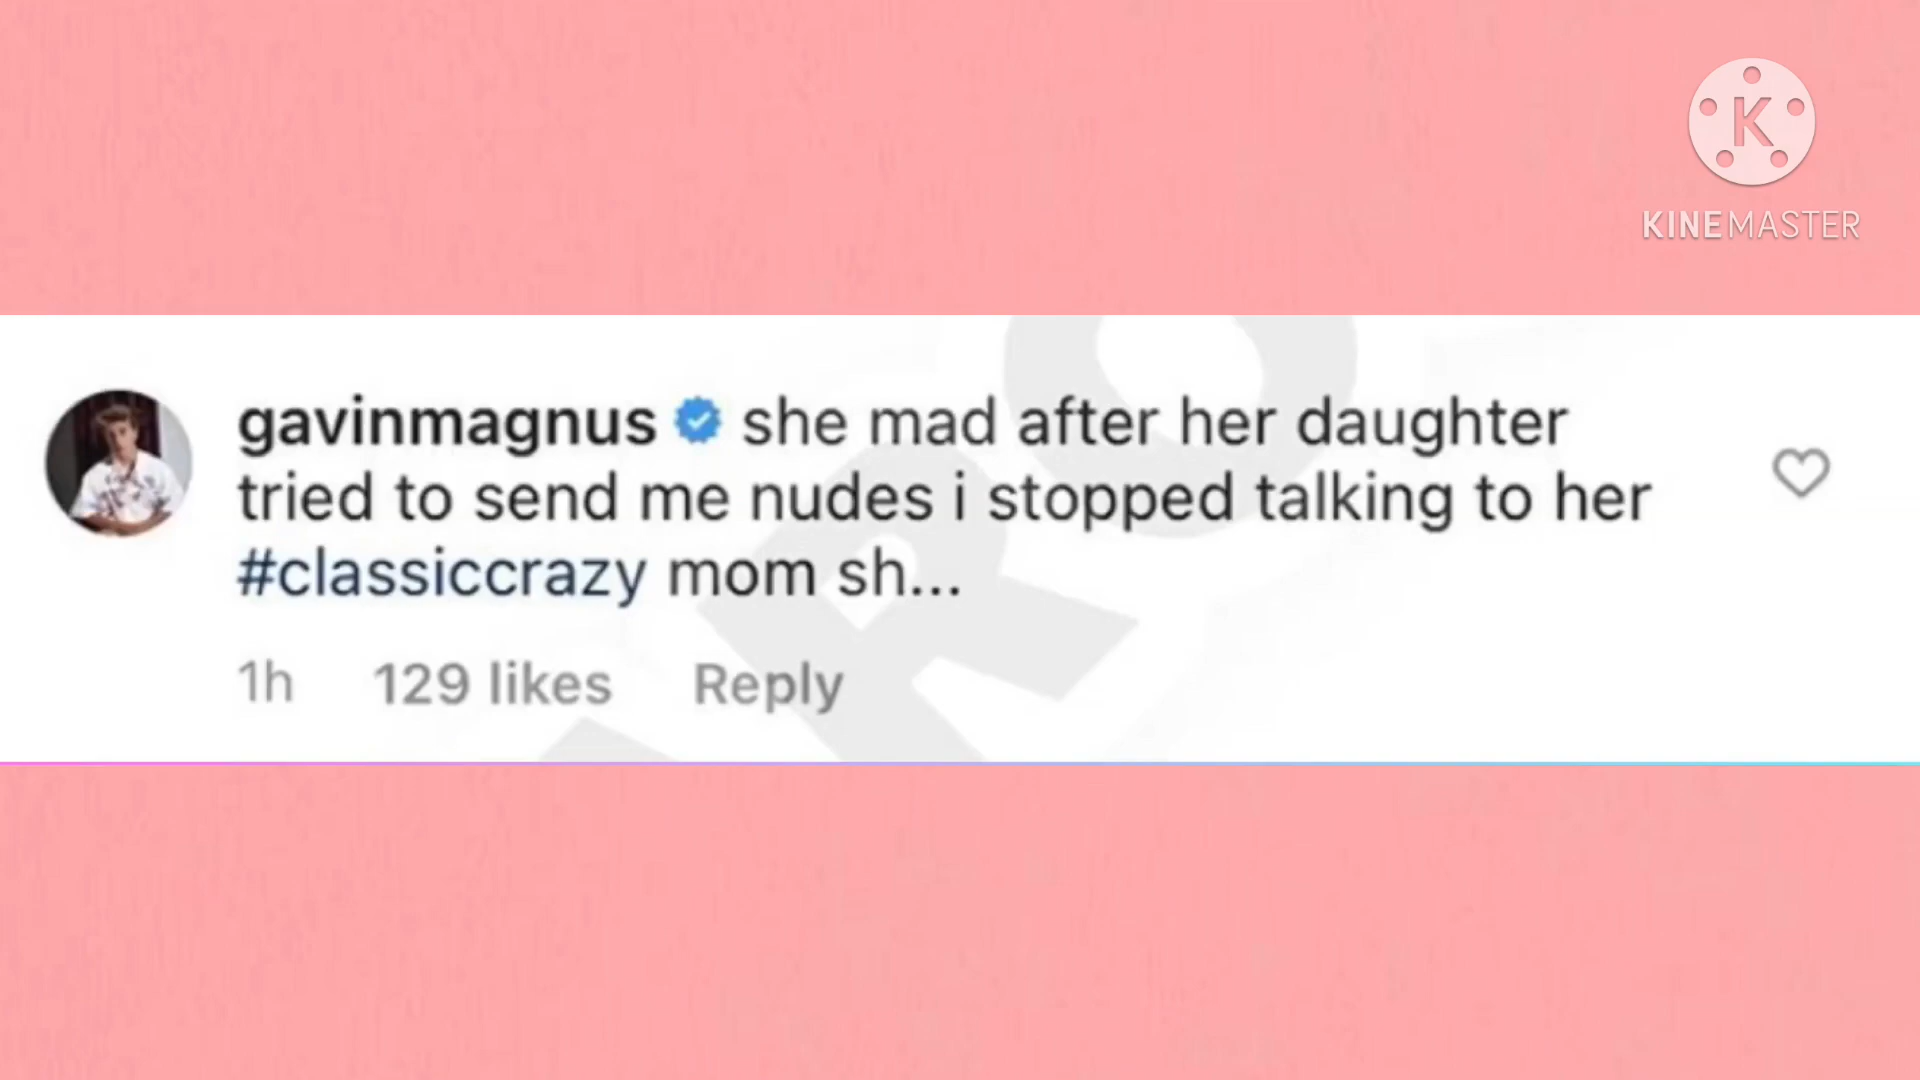 K
KINEMASTER
gavinmagnus she mad after her daughter
tried to send me nudes i stopped talking to her
#classiccrazy mom sh...
1h 129 likes Reply